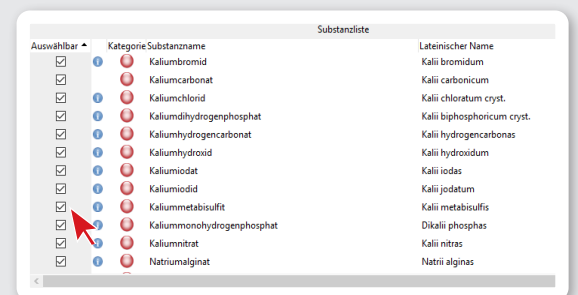 Substanzliste
Auswählbar Kategorie Substanzname Lateinischer Name
Kaliumbromid Kalii bromidum
Kaliumcarbonat Kalii carbonicum
Kaliumchlorid Kalii chloratum cryst.
Kaliumdihydrogenphosphat Kalii biphosphoricum cryst.
Kaliumhydrogencarbonat Kalii hydrogencarbonas
Kaliumhydroxid Kalii hydroxidum
Kaliumiodat Kalii iodas
Kaliumiodid Kalii jodatum
Kaliummetabisulfit Kalii metabisulfis
Kaliummonohydrogenphosphat Dikalii phosphas
Kaliumnitrat Kalii nitras
Natriumalginat Natrii alginas